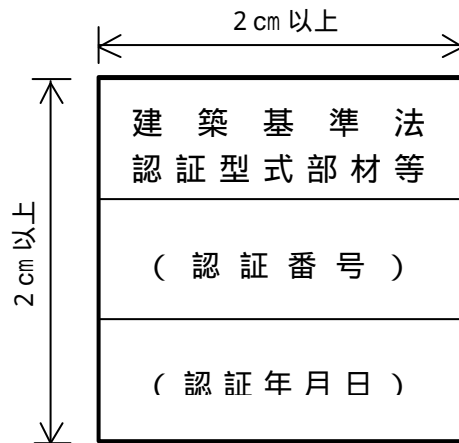 2㎝以上
2㎝以上
建築基準法
認証型式部材等
(認証番号)
(認証年月日)